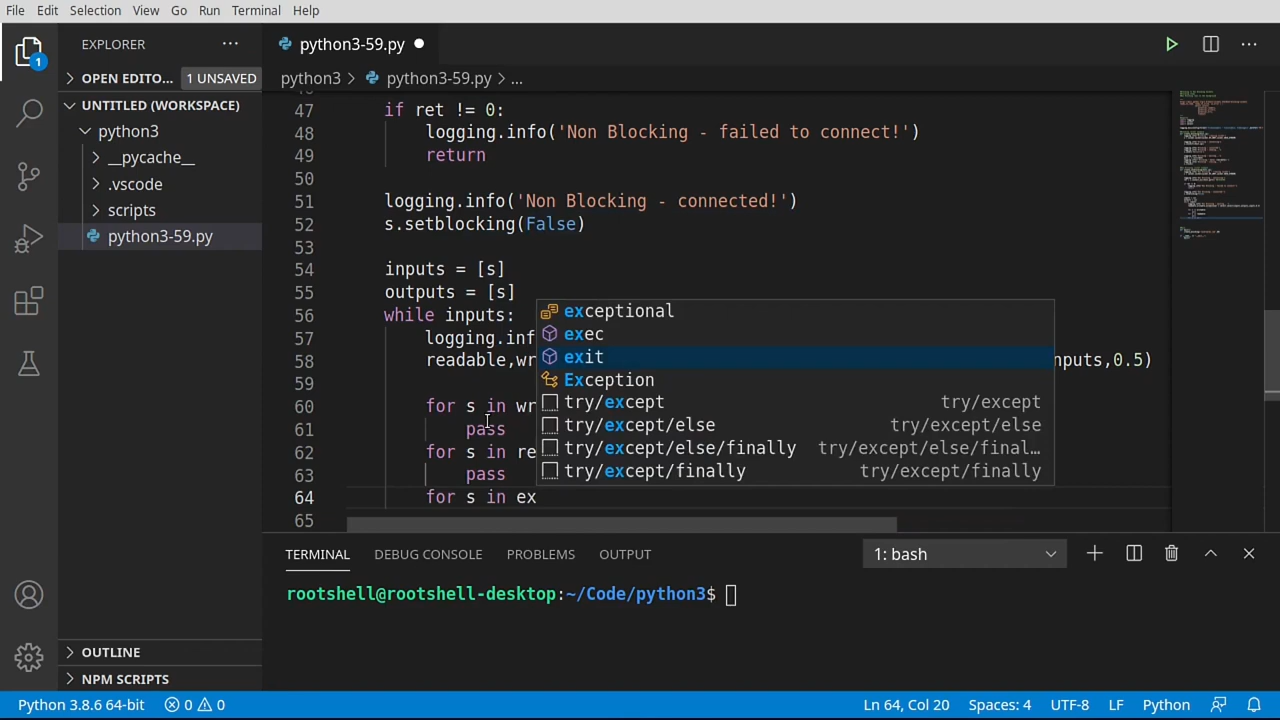 File Edit Selection View Go Run Terminal Help
1
EXPLORER
OPEN EDITO... 1 UNSAVED
UNTITLED (WORKSPACE)
python3
__pycache__
.vscode
scripts
python3-59.py
OUTLINE
NPM SCRIPTS
python3-59.py
python3 > python3-59.py > ...
47 if ret != 0:
48 logging.info('Non Blocking - failed to connect!')
49 return
50
51 logging.info('Non Blocking - connected!')
52 s.setblocking(False)
53
54 inputs = [s]
55 outputs = [s]
56 while inputs:
57 logging.inf
58 readable,wr nputs,0.5)
59
60 for s in wr
61 pass
62 for s in re
63 pass
64 for s in ex
65
exceptional
exec
exit
Exception
try/except try/except
try/except/else try/except/else
try/except/else/finally try/except/else/final...
try/except/finally try/except/finally
TERMINAL DEBUG CONSOLE PROBLEMS OUTPUT 1: bash
rootshell@rootshell-desktop:~/Code/python3$
Python 3.8.6 64-bit 0 0 Ln 64, Col 20 Spaces: 4 UTF-8 LF Python